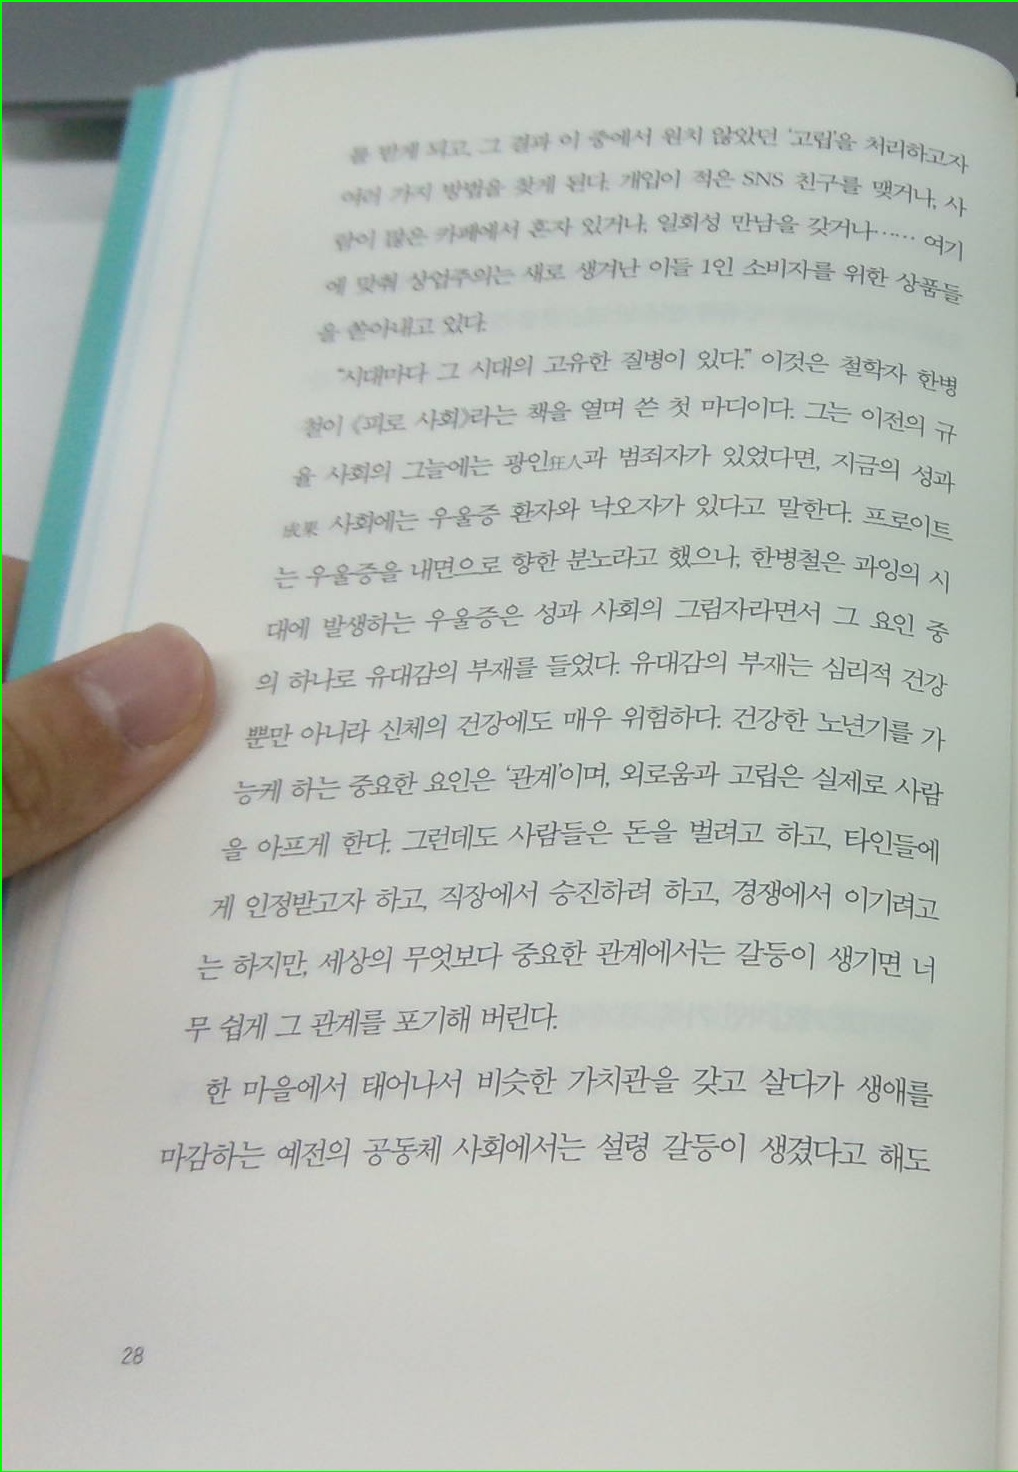 를 받게 되고, 그 결과 이 중에서 원치 않았던 ‘고립’을 처리하고자
여러 가지 방법을 찾게 된다. 개입이 적은 SNS 친구를 맺거나, 사
람이 많은 카페에서 혼자 있거나, 일회성 만남을 갖거나…… 여기
에 맞춰 상업주의는 새로 생겨난 이들 1인 소비자를 위한 상품들
을 쏟아내고 있다.
“시대마다 그 시대의 고유한 질병이 있다.” 이것은 철학자 한병
철이 《피로 사회》라는 책을 열며 쓴 첫 마디이다. 그는 이전의 규
율 사회의 그늘에는 광인狂人과 범죄자가 있었다면, 지금의 성과
成果 사회에는 우울증 환자와 낙오자가 있다고 말한다. 프로이트
는 우울증을 내면으로 향한 분노라고 했으나, 한병철은 과잉의 시
대에 발생하는 우울증은 성과 사회의 그림자라면서 그 요인 중
의 하나로 유대감의 부재를 들었다. 유대감의 부재는 심리적 건강
뿐만 아니라 신체의 건강에도 매우 위험하다. 건강한 노년기를 가
능케 하는 중요한 요인은 ‘관계’이며, 외로움과 고립은 실제로 사람
을 아프게 한다. 그런데도 사람들은 돈을 벌려고 하고, 타인들에
게 인정받고자 하고, 직장에서 승진하려 하고, 경쟁에서 이기려고
는 하지만, 세상의 무엇보다 중요한 관계에서는 갈등이 생기면 너
무 쉽게 그 관계를 포기해 버린다.
한 마을에서 태어나서 비슷한 가치관을 갖고 살다가 생애를
마감하는 예전의 공동체 사회에서는 설령 갈등이 생겼다고 해도
28